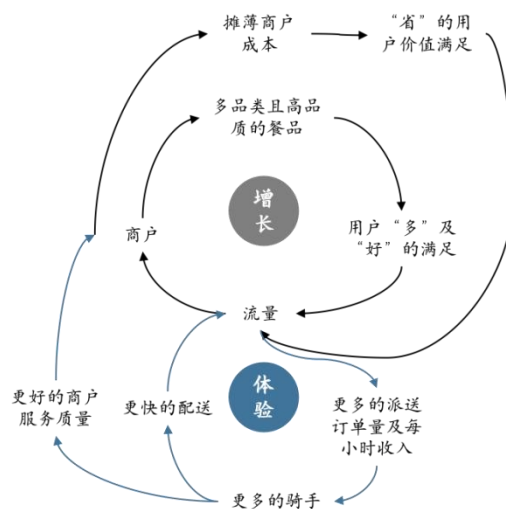 摊薄商户
成本
“省”的用
户价值满足
多品类且高品
质的餐品
增
长
商户
用户“多”及
“好”的满足
流量
体
验
更好的商户
服务质量
更快的配送
更多的派送
订单量及每
小时收入
更多的骑手